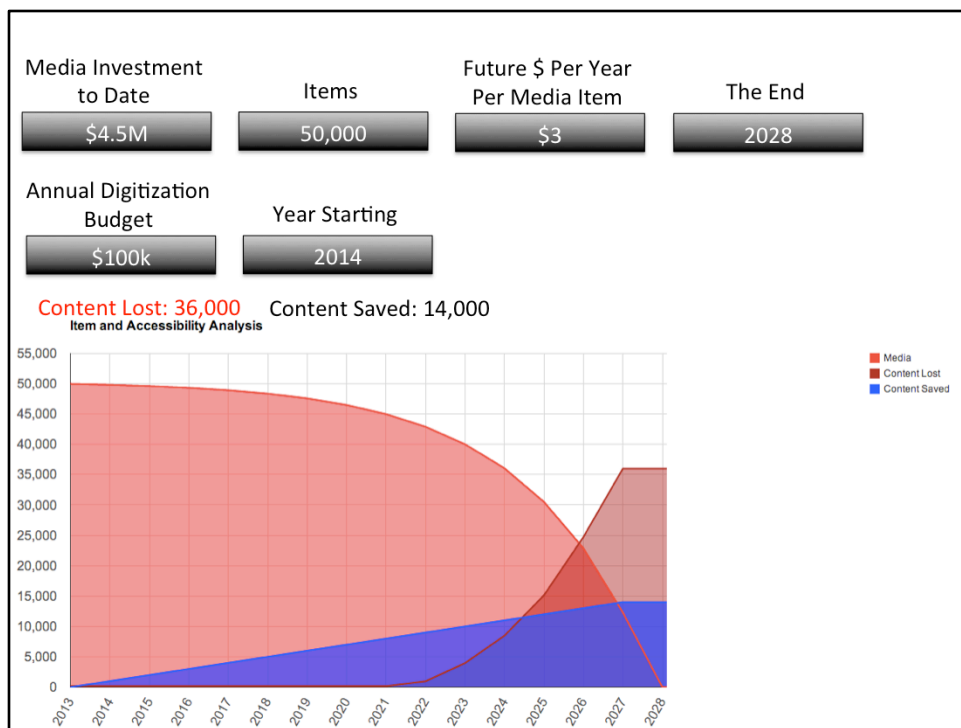 Media Investment
to Date
$4.5M
Items
50,000
Future $ Per Year
Per Media Item
$3
The End
2028
Annual Digitization
Budget
$100k
Year Starting
2014
Content Lost: 36,000 Content Saved: 14,000
Item and Accessibility Analysis
55,000
50,000
45,000
40,000
35,000
30,000
25,000
20,000
15,000
10,000
5,000
0
2013
2014
2015
2016
2017
2018
2019
2020
2021
2022
2023
2024
2025
2026
2027
2028
Media
Content Lost
Content Saved